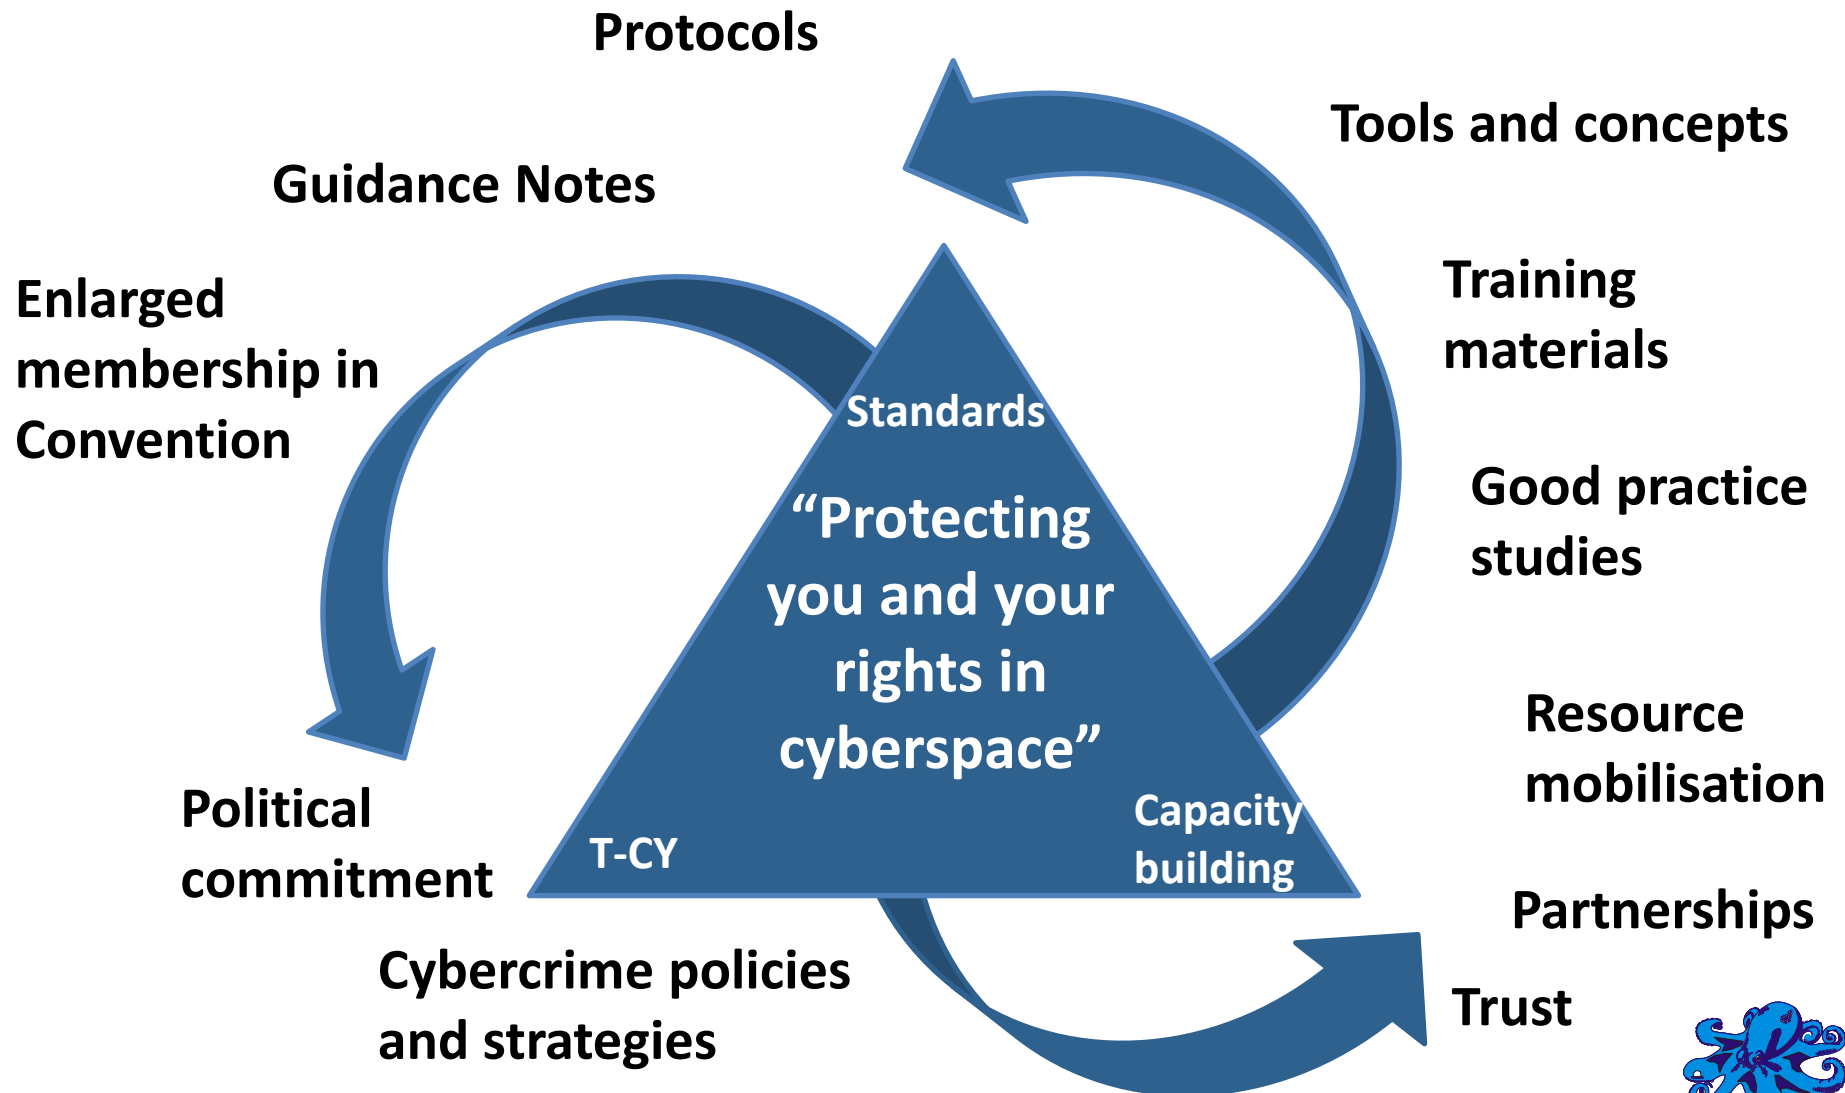 Protocols
Tools and concepts
Guidance Notes
Enlarged
membership in
Convention
Training
materials
Standards
“Protecting
you and your
rights in
cyberspace”
Good practice
studies
Resource
mobilisation
Political
commitment
T-CY
Capacity
building
Partnerships
Cybercrime policies
and strategies
Trust